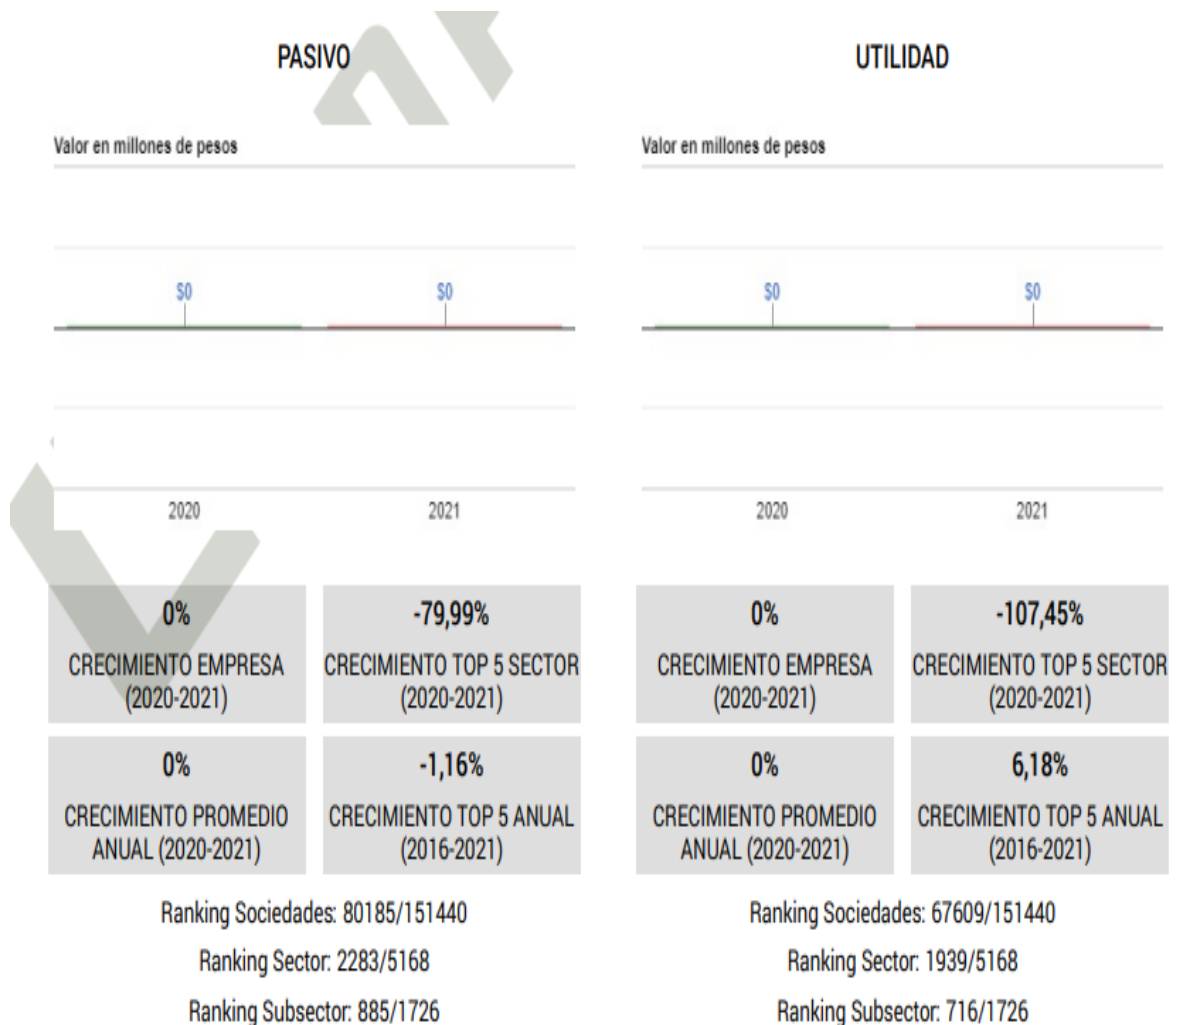 PASIVO
Valor en millones de pesos
$0
$0
2020
2021
0%
CRECIMIENTO EMPRESA
(2020-2021)
-79,99%
CRECIMIENTO TOP 5 SECTOR
(2020-2021)
0%
CRECIMIENTO PROMEDIO
ANUAL (2020-2021)
-1,16%
CRECIMIENTO TOP 5 ANUAL
(2016-2021)
Ranking Sociedades: 80185/151440
Ranking Sector: 2283/5168
Ranking Subsector: 885/1726
UTILIDAD
Valor en millones de pesos
$0
$0
2020
2021
0%
CRECIMIENTO EMPRESA
(2020-2021)
-107,45%
CRECIMIENTO TOP 5 SECTOR
(2020-2021)
0%
CRECIMIENTO PROMEDIO
ANUAL (2020-2021)
6,18%
CRECIMIENTO TOP 5 ANUAL
(2016-2021)
Ranking Sociedades: 67609/151440
Ranking Sector: 1939/5168
Ranking Subsector: 716/1726